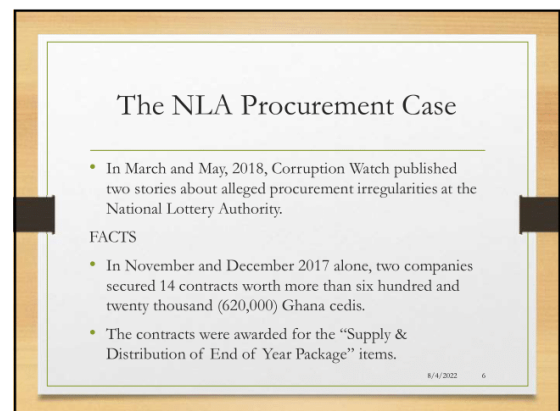 The NLA Procurement Case
• In March and May, 2018, Corruption Watch published
two stories about alleged procurement irregularities at the
National Lottery Authority.
FACTS
• In November and December 2017 alone, two companies
secured 14 contracts worth more than six hundred and
twenty thousand (620,000) Ghana cedis.
• The contracts were awarded for the “Supply &
Distribution of End of Year Package” items.
8/4/2022 6